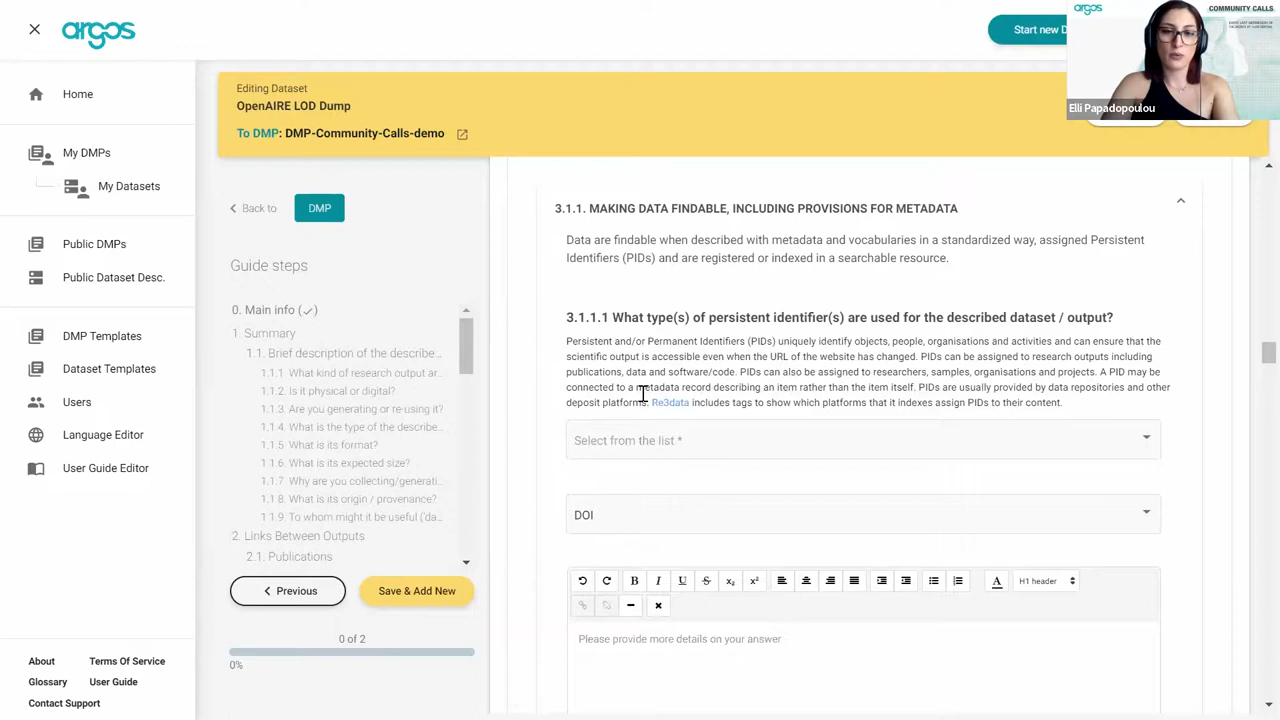 argos
Start new D
argos
COMMUNITY CALLS
Elli Papadopoulou
Home
My DMPs
My Datasets
Public DMPs
Public Dataset Desc.
DMP Templates
Dataset Templates
Users
Language Editor
User Guide Editor
About
Terms Of Service
Glossary
User Guide
Contact Support
Editing Dataset
OpenAIRE LOD Dump
To DMP: DMP-Community-Calls-demo
Back to
DMP
Guide steps
0. Main info (✓)
1 Summary
1.1. Brief description of the describe...
1.1.1 What kind of research output ar...
1.1.2. Is it physical or digital?
1.1.3. Are you generating or re-using it?
1.1.4. What is the type of the describe...
1.1.5 What is its format?
1.1.6. What is its expected size?
1.1.7 Why are you collecting/generati...
1.1.8. What is its origin / provenance?
1.1.9. To whom might it be useful ('da...
2. Links Between Outputs
2.1. Publications
Previous
Save & Add New
0 of 2
0%
3.1.1. MAKING DATA FINDABLE, INCLUDING PROVISIONS FOR METADATA
Data are findable when described with metadata and vocabularies in a standardized way, assigned Persistent
Identifiers (PIDs) and are registered or indexed in a searchable resource.
3.1.1.1 What type(s) of persistent identifier(s) are used for the described dataset / output?
Persistent and/or Permanent Identifiers (PIDs) uniquely identify objects, people, organisations and activities and can ensure that the
scientific output is accessible even when the URL of the website has changed. PIDs can be assigned to research outputs including
publications, data and software/code. PIDs can also be assigned to researchers, samples, organisations and projects. A PID may be
connected to a metadata record describing an item rather than the item itself. PIDs are usually provided by data repositories and other
deposit platforms. Re3data includes tags to show which platforms that it indexes assign PIDs to their content.
Select from the list *
DOI
B I U S x₂ x² A H1 header
Please provide more details on your answer